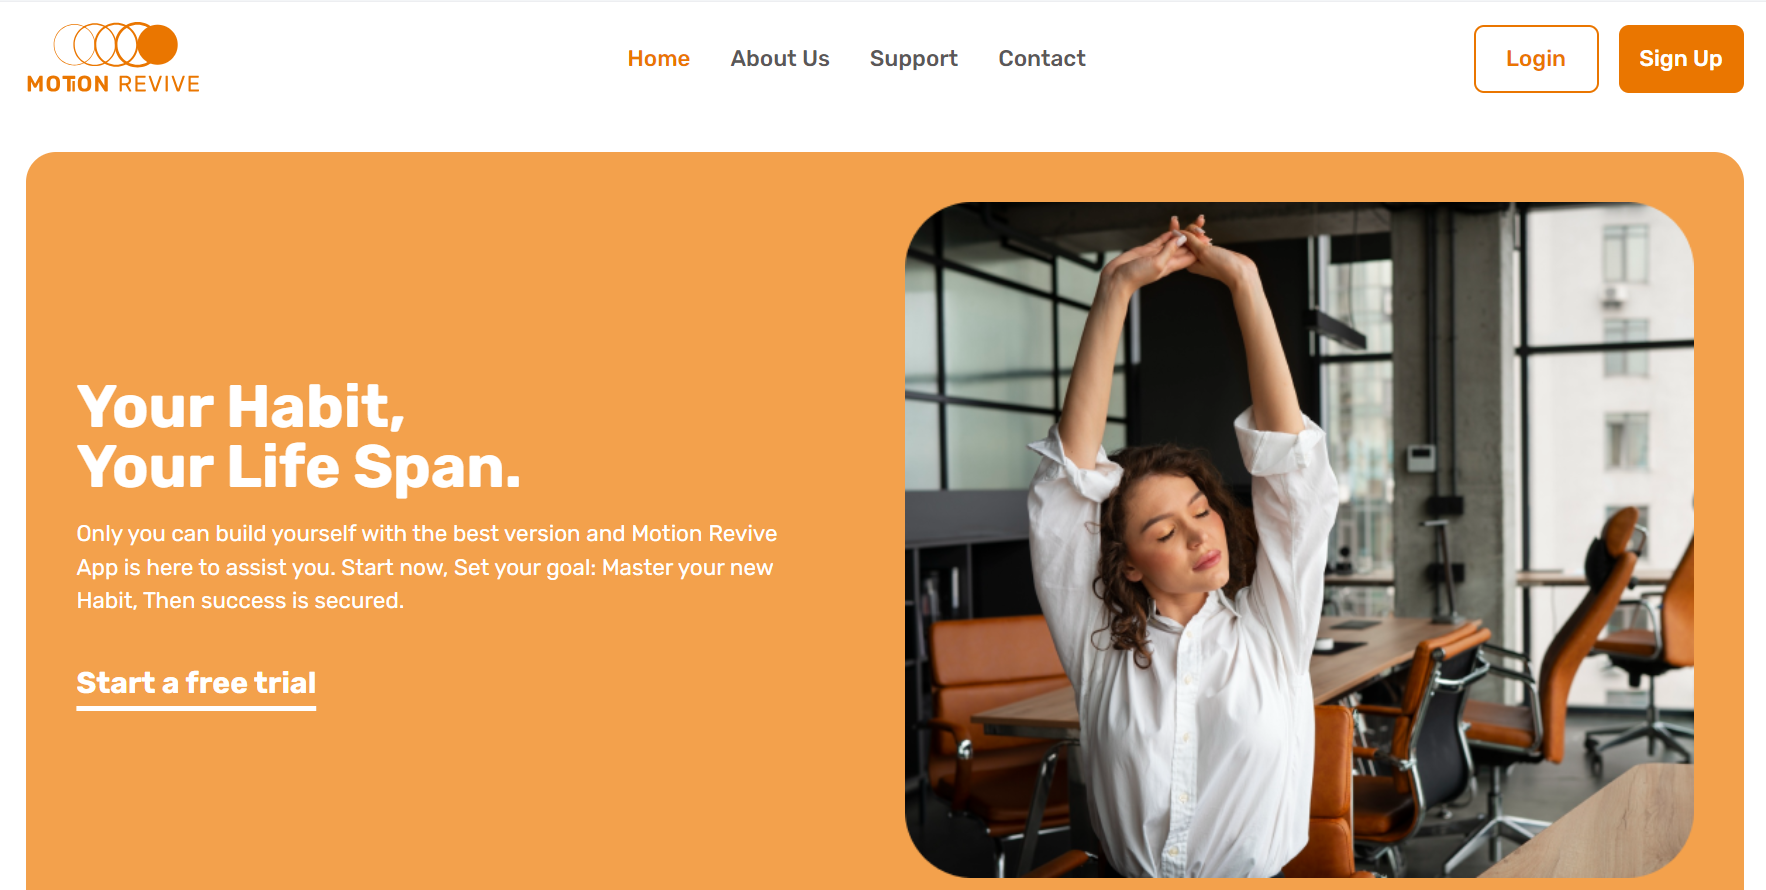 MOTION REVIVE
Home
About Us
Support
Contact
Login
Sign Up
Your Habit,
Your Life Span.
Only you can build yourself with the best version and Motion Revive
App is here to assist you. Start now, Set your goal: Master your new
Habit, Then success is secured.
Start a free trial